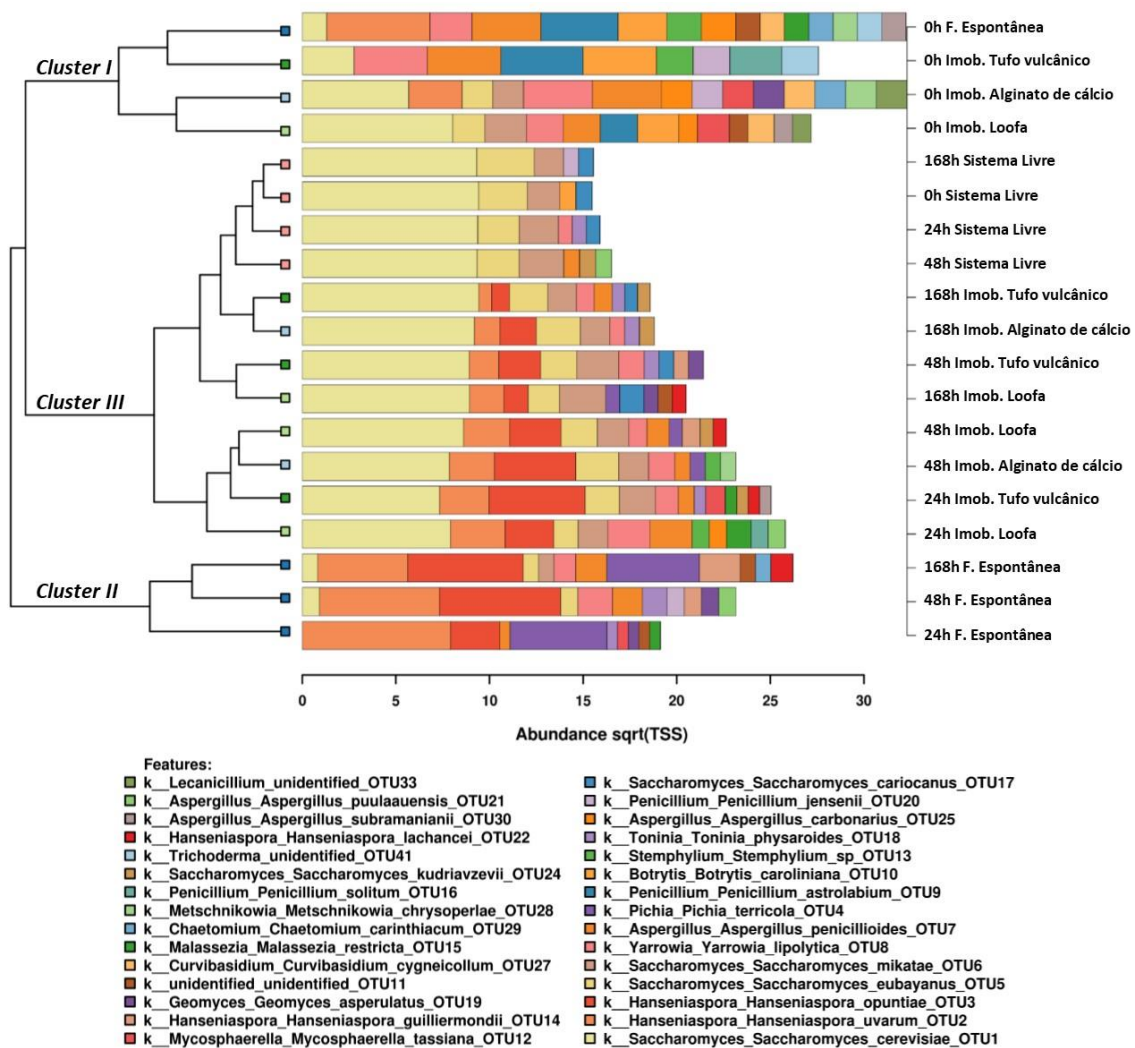 Cluster I
Cluster III
Cluster II
0h F. Espontânea
0h Imob. Tufo vulcânico
0h Imob. Alginato de cálcio
0h Imob. Loofa
168h Sistema Livre
0h Sistema Livre
24h Sistema Livre
48h Sistema Livre
168h Imob. Tufo vulcânico
168h Imob. Alginato de cálcio
48h Imob. Tufo vulcânico
168h Imob. Loofa
48h Imob. Loofa
48h Imob. Alginato de cálcio
24h Imob. Tufo vulcânico
24h Imob. Loofa
168h F. Espontânea
48h F. Espontânea
24h F. Espontânea
0 5 10 15 20 25 30
Abundance sqrt(TSS)
Features:
k__Lecanicillium_unidentified_OTU33
k__Aspergillus_Aspergillus_puulaauensis_OTU21
k__Aspergillus_Aspergillus_subramanianii_OTU30
k__Hanseniaspora_Hanseniaspora_lachancei_OTU22
k__Trichoderma_unidentified_OTU41
k__Saccharomyces_Saccharomyces_kudriavzevii_OTU24
k__Penicillium_Penicillium_solitum_OTU16
k__Metschnikowia_Metschnikowia_chrysoperlae_OTU28
k__Chaetomium_Chaetomium_carinthiacum_OTU29
k__Malassezia_Malassezia_restricta_OTU15
k__Curvibasidium_Curvibasidium_cygneicollum_OTU27
k__unidentified_unidentified_OTU11
k__Geomyces_Geomyces_asperulatus_OTU19
k__Hanseniaspora_Hanseniaspora_guilliermondii_OTU14
k__Mycosphaerella_Mycosphaerella_tassiana_OTU12
k__Saccharomyces_Saccharomyces_cariocanus_OTU17
k__Penicillium_Penicillium_jensenii_OTU20
k__Aspergillus_Aspergillus_carbonarius_OTU25
k__Toninia_Toninia_physaroides_OTU18
k__Stemphylium_Stemphylium_sp_OTU13
k__Botrytis_Botrytis_caroliniana_OTU10
k__Penicillium_Penicillium_astrolabium_OTU9
k__Pichia_Pichia_terricola_OTU4
k__Aspergillus_Aspergillus_penicillioides_OTU7
k__Yarrowia_Yarrowia_lipolytica_OTU8
k__Saccharomyces_Saccharomyces_mikatae_OTU6
k__Saccharomyces_Saccharomyces_eubayanus_OTU5
k__Hanseniaspora_Hanseniaspora_opuntiae_OTU3
k__Hanseniaspora_Hanseniaspora_uvarum_OTU2
k__Saccharomyces_Saccharomyces_cerevisiae_OTU1